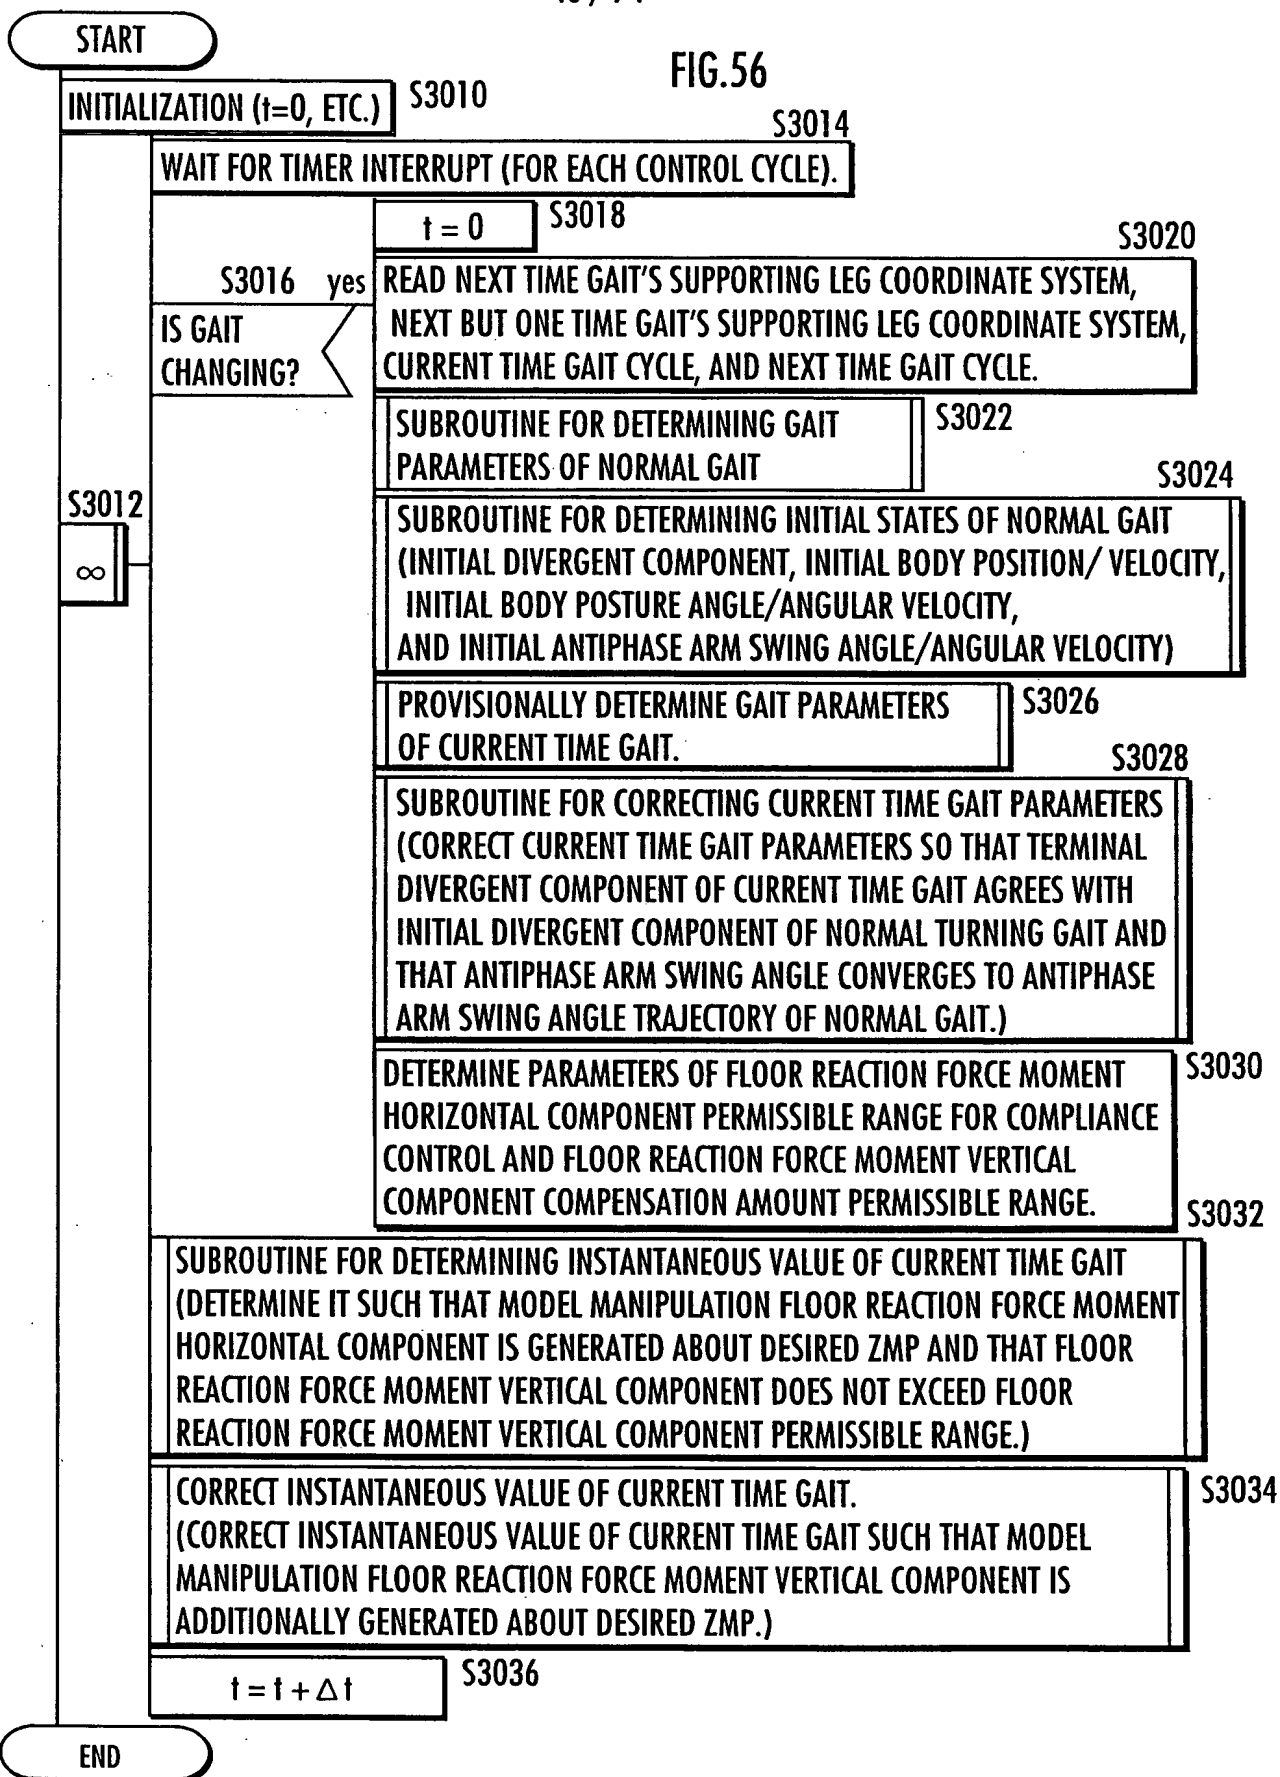 START
FIG.56
INITIALIZATION (t=0, ETC.)
S3010
S3014
WAIT FOR TIMER INTERRUPT (FOR EACH CONTROL CYCLE).
t = 0
S3018
S3020
S3016 yes
IS GAIT
CHANGING?
READ NEXT TIME GAIT'S SUPPORTING LEG COORDINATE SYSTEM,
NEXT BUT ONE TIME GAIT'S SUPPORTING LEG COORDINATE SYSTEM,
CURRENT TIME GAIT CYCLE, AND NEXT TIME GAIT CYCLE.
SUBROUTINE FOR DETERMINING GAIT
PARAMETERS OF NORMAL GAIT
S3022
S3024
S3012
∞
SUBROUTINE FOR DETERMINING INITIAL STATES OF NORMAL GAIT
(INITIAL DIVERGENT COMPONENT, INITIAL BODY POSITION/ VELOCITY,
INITIAL BODY POSTURE ANGLE/ANGULAR VELOCITY,
AND INITIAL ANTIPHASE ARM SWING ANGLE/ANGULAR VELOCITY)
PROVISIONALLY DETERMINE GAIT PARAMETERS
OF CURRENT TIME GAIT.
S3026
S3028
SUBROUTINE FOR CORRECTING CURRENT TIME GAIT PARAMETERS
(CORRECT CURRENT TIME GAIT PARAMETERS SO THAT TERMINAL
DIVERGENT COMPONENT OF CURRENT TIME GAIT AGREES WITH
INITIAL DIVERGENT COMPONENT OF NORMAL TURNING GAIT AND
THAT ANTIPHASE ARM SWING ANGLE CONVERGES TO ANTIPHASE
ARM SWING ANGLE TRAJECTORY OF NORMAL GAIT.)
S3030
DETERMINE PARAMETERS OF FLOOR REACTION FORCE MOMENT
HORIZONTAL COMPONENT PERMISSIBLE RANGE FOR COMPLIANCE
CONTROL AND FLOOR REACTION FORCE MOMENT VERTICAL
COMPONENT COMPENSATION AMOUNT PERMISSIBLE RANGE.
S3032
SUBROUTINE FOR DETERMINING INSTANTANEOUS VALUE OF CURRENT TIME GAIT
(DETERMINE IT SUCH THAT MODEL MANIPULATION FLOOR REACTION FORCE MOMENT
HORIZONTAL COMPONENT IS GENERATED ABOUT DESIRED ZMP AND THAT FLOOR
REACTION FORCE MOMENT VERTICAL COMPONENT DOES NOT EXCEED FLOOR
REACTION FORCE MOMENT VERTICAL COMPONENT PERMISSIBLE RANGE.)
CORRECT INSTANTANEOUS VALUE OF CURRENT TIME GAIT.
(CORRECT INSTANTANEOUS VALUE OF CURRENT TIME GAIT SUCH THAT MODEL
MANIPULATION FLOOR REACTION FORCE MOMENT VERTICAL COMPONENT IS
ADDITIONALLY GENERATED ABOUT DESIRED ZMP.)
S3034
t = t + Δt
S3036
END